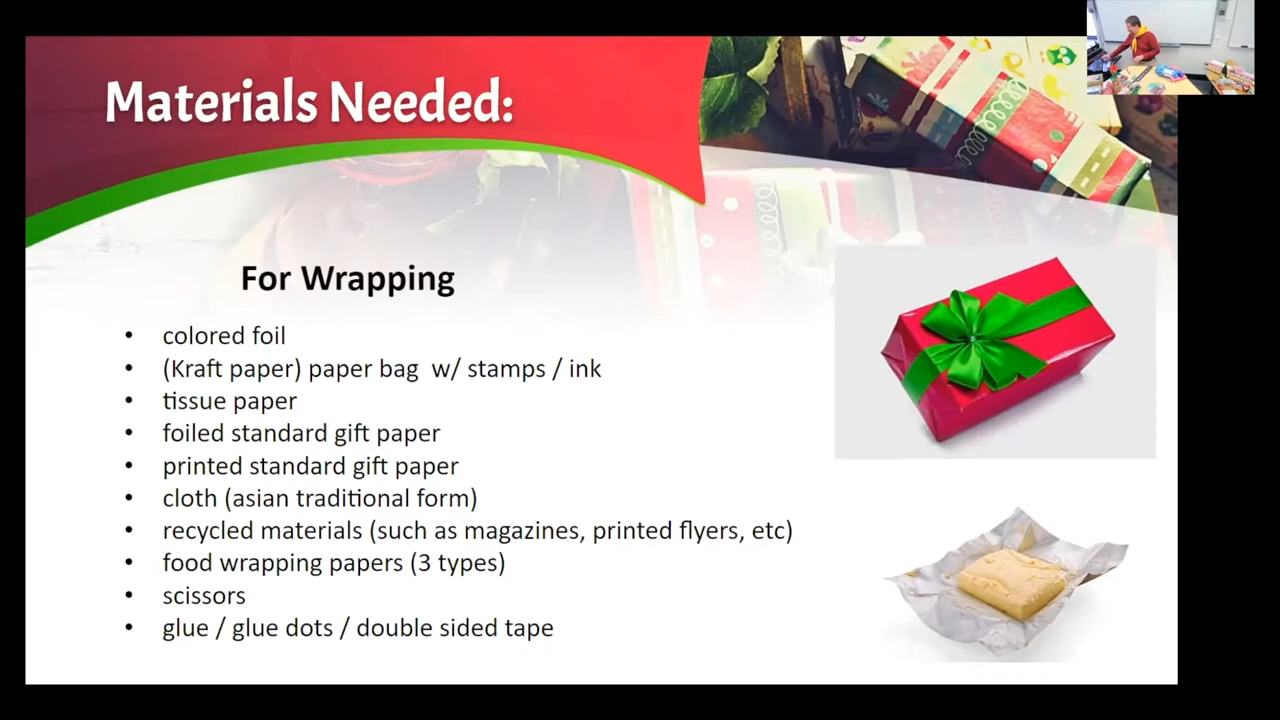 Materials Needed:
For Wrapping
• colored foil
• (Kraft paper) paper bag w/ stamps / ink
• tissue paper
• foiled standard gift paper
• printed standard gift paper
• cloth (asian traditional form)
• recycled materials (such as magazines, printed flyers, etc)
• food wrapping papers (3 types)
• scissors
• glue / glue dots / double sided tape